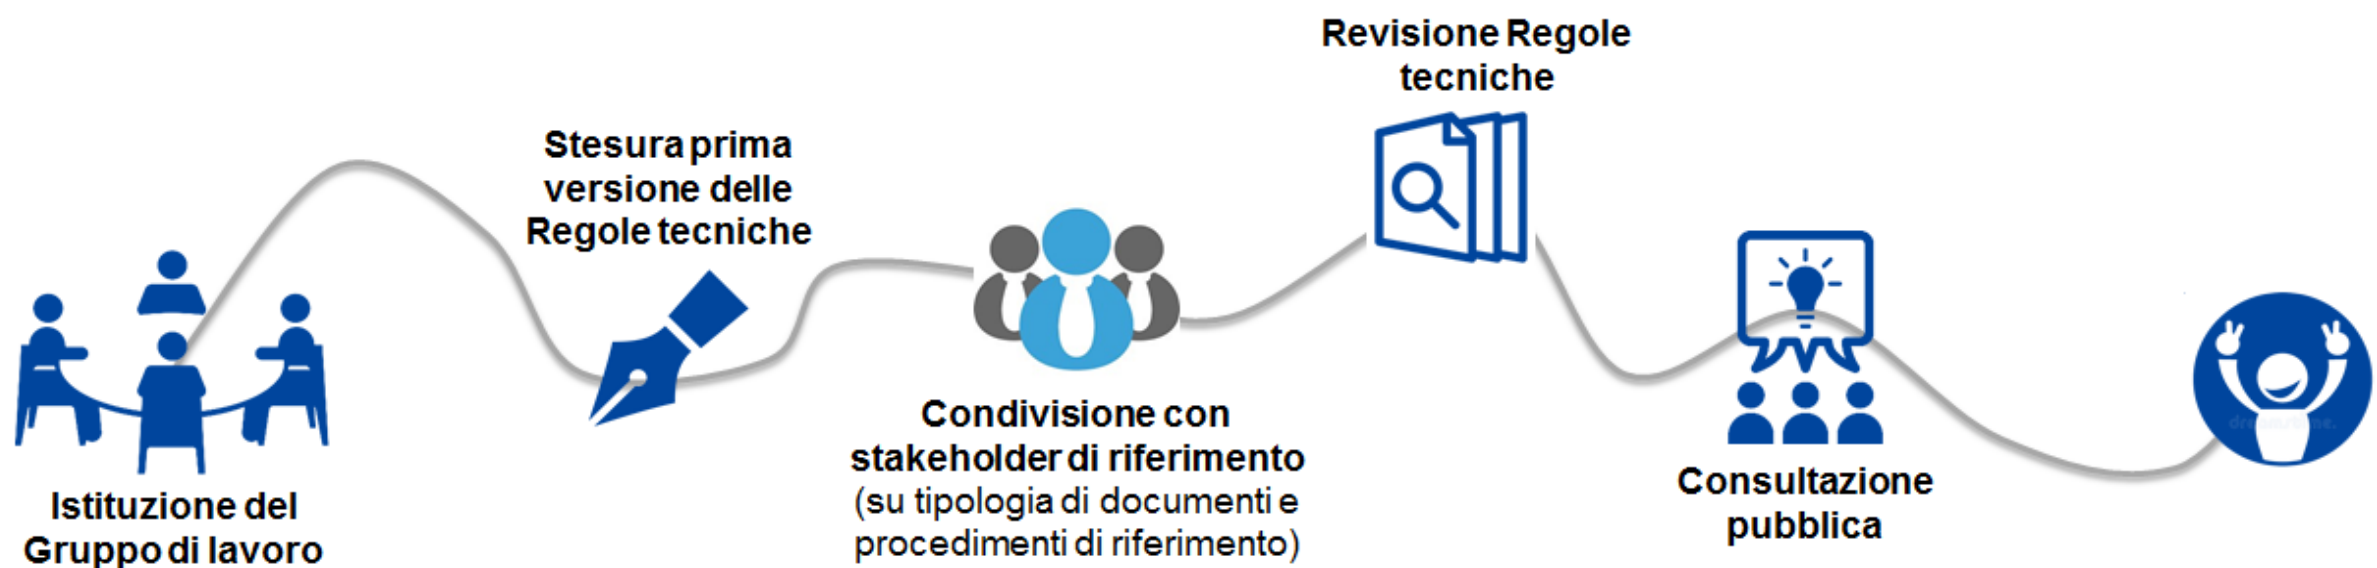 Istituzione del
Gruppo di lavoro
Stesura prima
versione delle
Regole tecniche
Condivisione con
stakeholder di riferimento
(su tipologia di documenti e
procedimenti di riferimento)
Revisione Regole
tecniche
Consultazione
pubblica